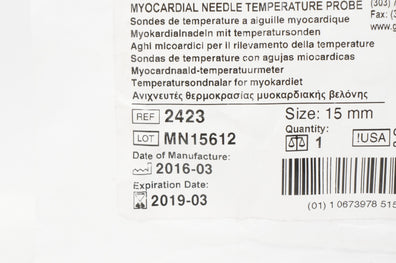 MYOCARDIAL NEEDLE TEMPERATURE PROBE
Sondes de temperature a aiguille myocardique
Myokardialnadeln mit temperatursonden
Aghi micoardici per il rilevamento della temperature
Sondas de temperature con agujas miocardicas
Myocardnaald-temperatuurmeter
Temperatursondnalar for myokardiet
Ανιχνευτές θερμοκρασίας μυοκαρδιακής βελόνης
REF 2423
Size: 15 mm
LOT MN15612
Quantity:
1
!USA
Date of Manufacture:
2016-03
Expiration Date:
2019-03
(01) 1 0673978 515